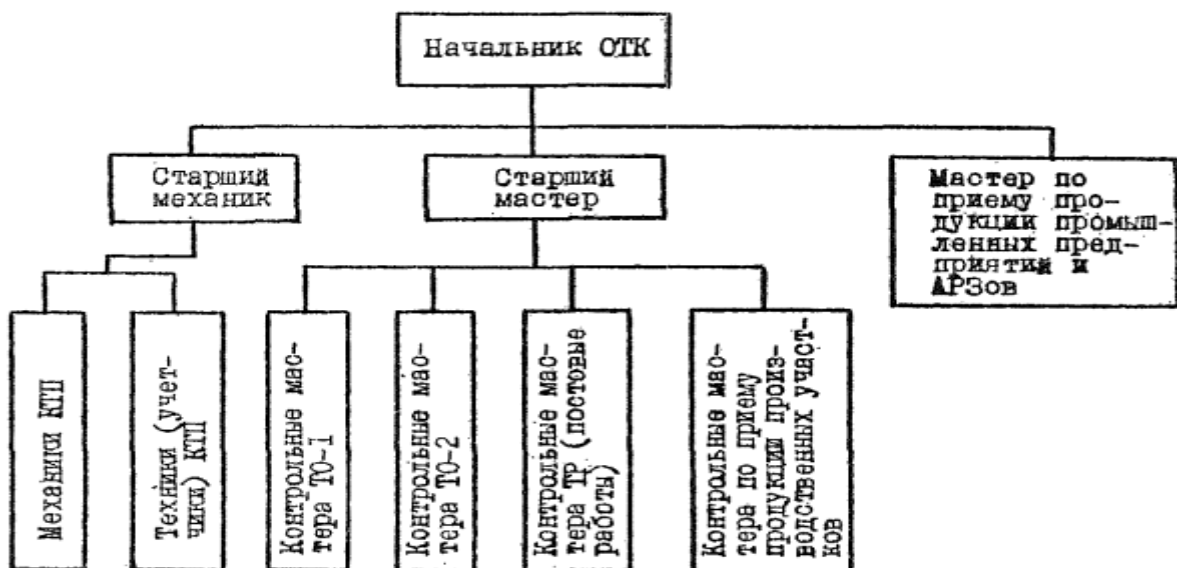 Начальник ОТК
Старший
механик
Старший
мастер
Мастер по
приему про-
дукции промыш-
ленных пред-
приятий и
АРЗов
Механики КТП
Техники (учет-
чики) КТП
Контрольные мас-
тера ТО-1
Контрольные мас-
тера ТО-2
Контрольные мас-
тера ТР (постовые
работы)
Контрольные мас-
тера по приему
продукции произ-
водственных участ-
ков